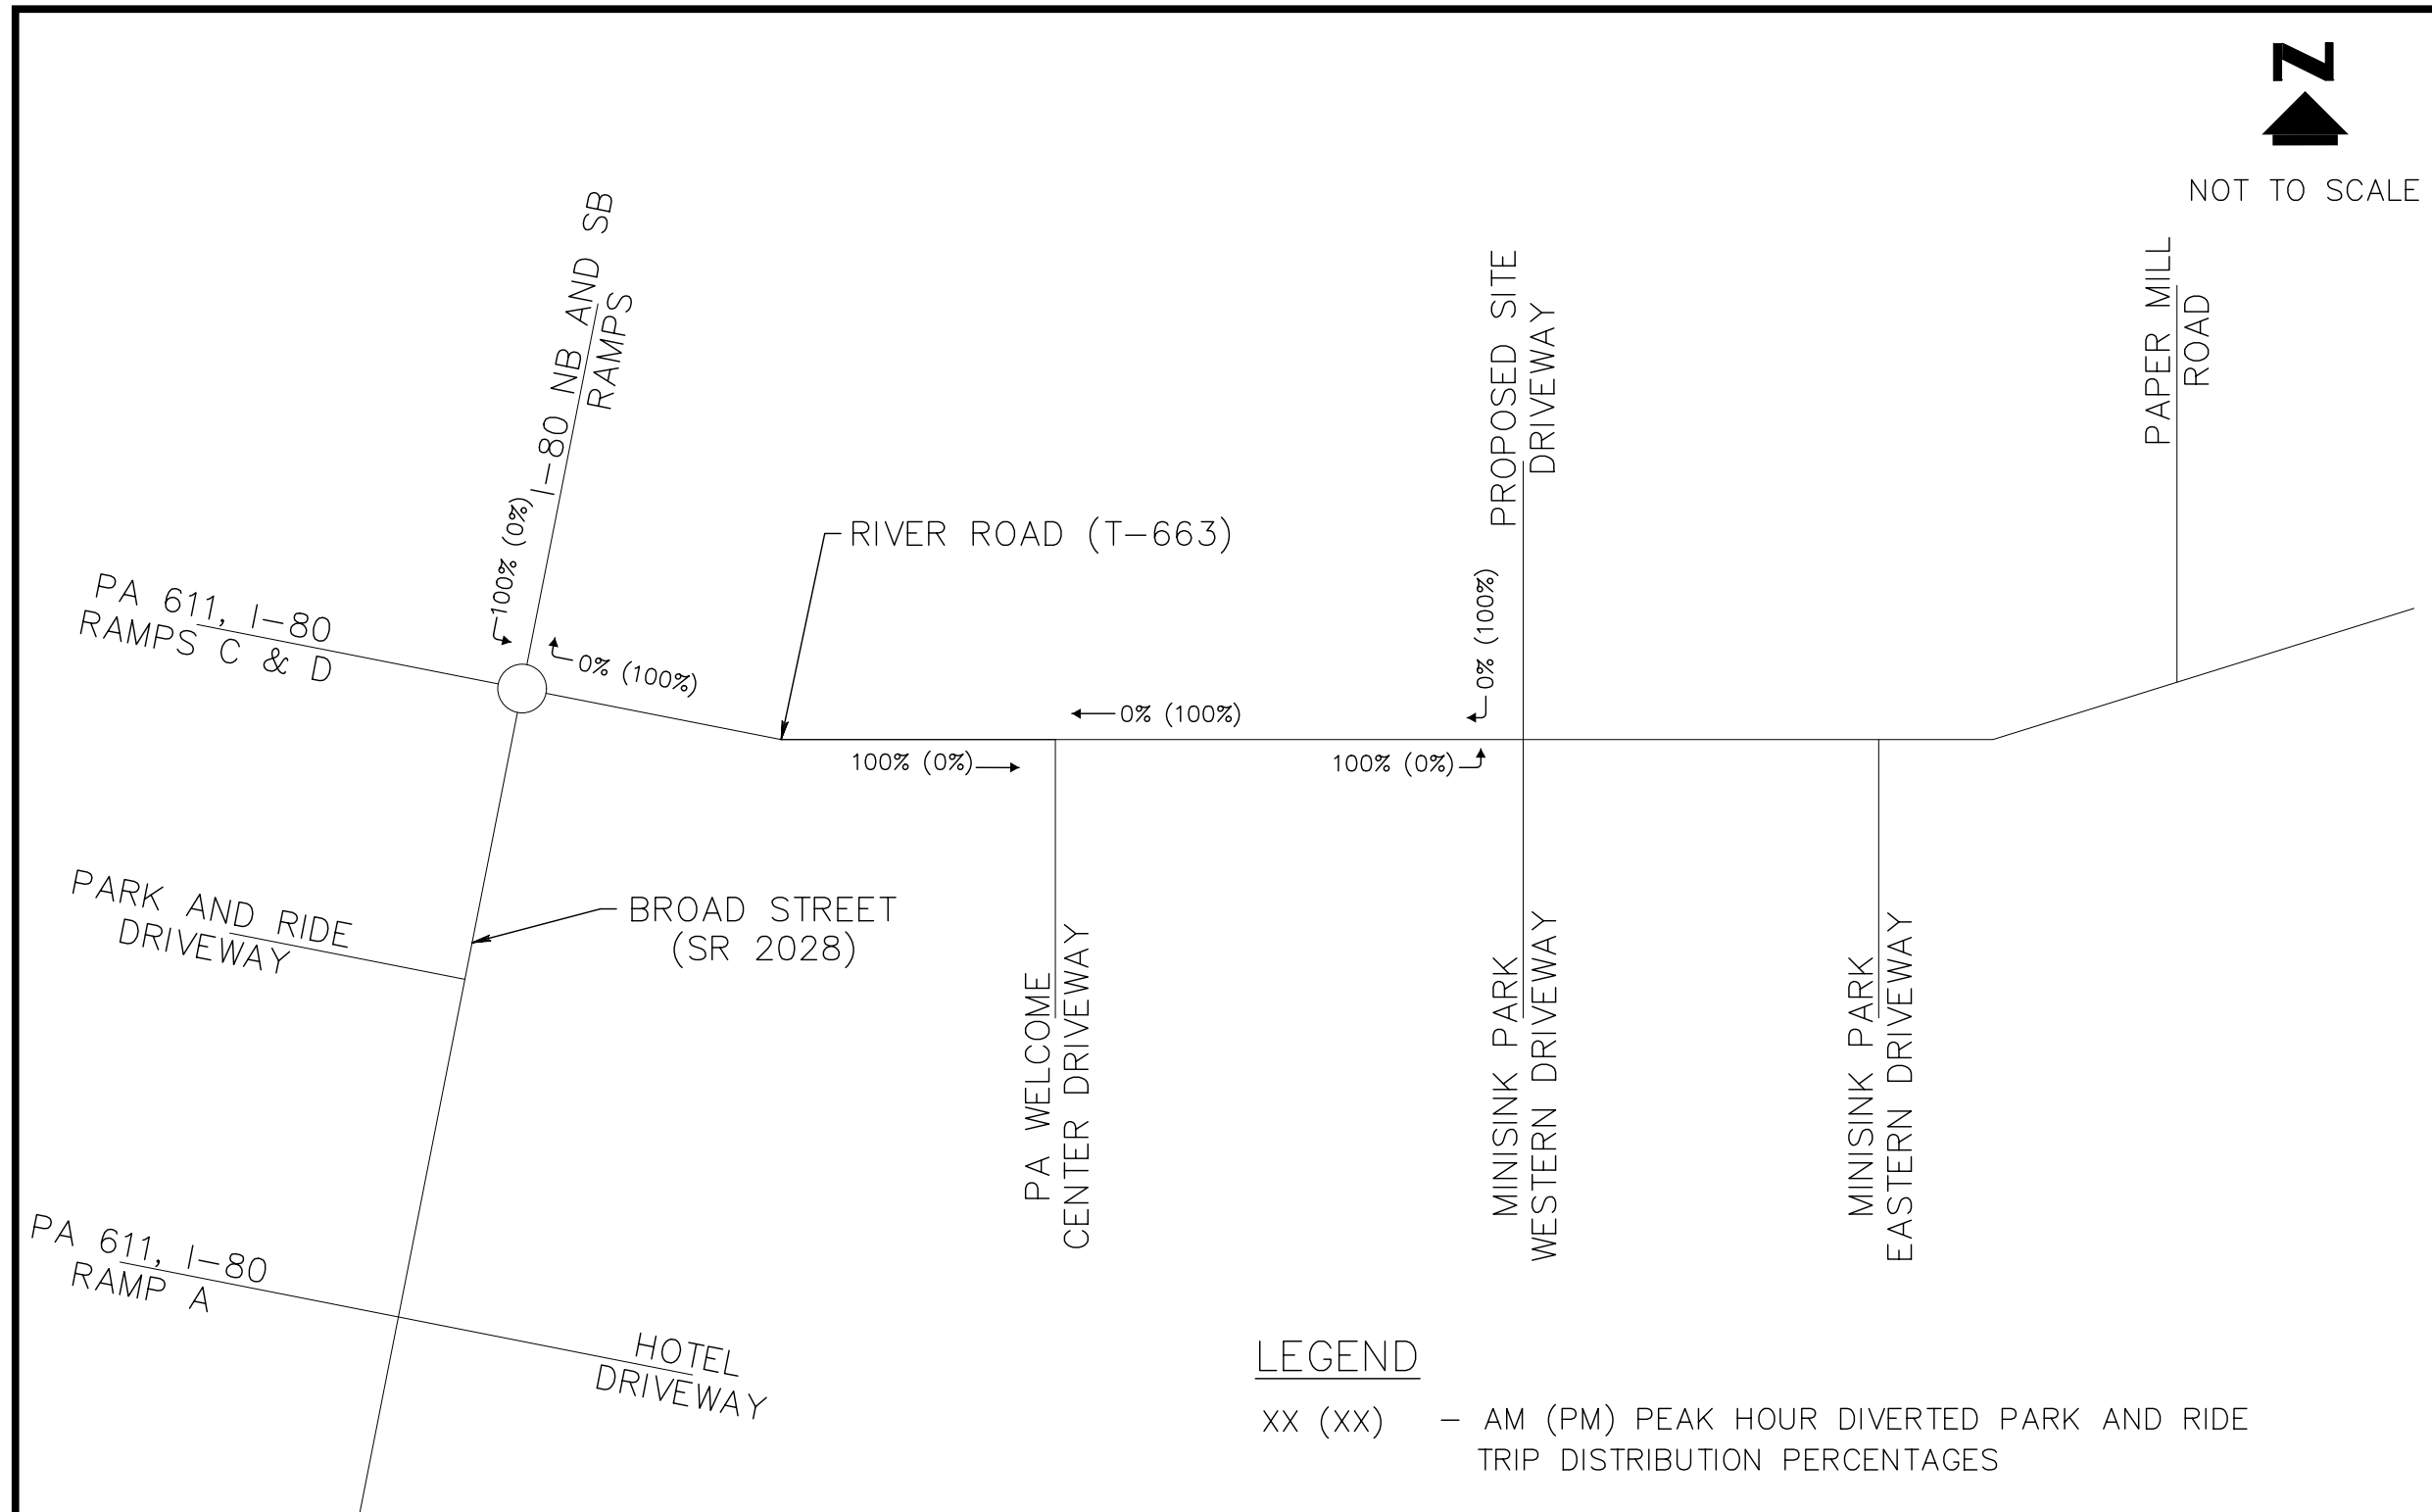 N
NOT TO SCALE
I-80 NB AND SB
RAMPS
100% (0%)
PROPOSED SITE
DRIVEWAY
PAPER MILL
ROAD
RIVER ROAD (T-663)
PA 611, I-80
RAMPS C & D
0% (100%)
0% (100%)
0% (100%)
100% (0%)
100% (0%)
PARK AND RIDE
DRIVEWAY
BROAD STREET
(SR 2028)
PA WELCOME
CENTER DRIVEWAY
MINISINK PARK
WESTERN DRIVEWAY
MINISINK PARK
EASTERN DRIVEWAY
PA 611, I-80
RAMP A
HOTEL
DRIVEWAY
LEGEND
XX (XX) - AM (PM) PEAK HOUR DIVERTED PARK AND RIDE
TRIP DISTRIBUTION PERCENTAGES